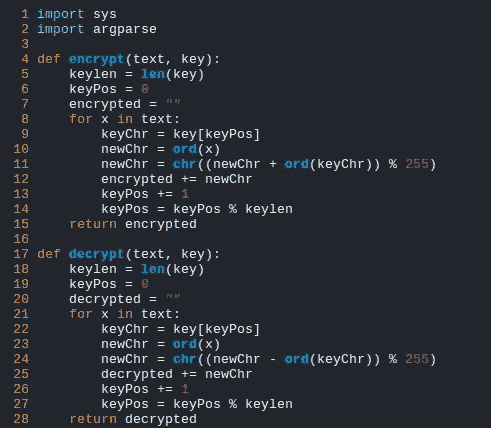 1 import sys
2 import argparse
3
4 def encrypt(text, key):
5     keylen = len(key)
6     keyPos = 0
7     encrypted = ""
8     for x in text:
9         keyChr = key[keyPos]
10         newChr = ord(x)
11         newChr = chr((newChr + ord(keyChr)) % 255)
12         encrypted += newChr
13         keyPos += 1
14         keyPos = keyPos % keylen
15     return encrypted
16
17 def decrypt(text, key):
18     keylen = len(key)
19     keyPos = 0
20     decrypted = ""
21     for x in text:
22         keyChr = key[keyPos]
23         newChr = ord(x)
24         newChr = chr((newChr - ord(keyChr)) % 255)
25         decrypted += newChr
26         keyPos += 1
27         keyPos = keyPos % keylen
28     return decrypted